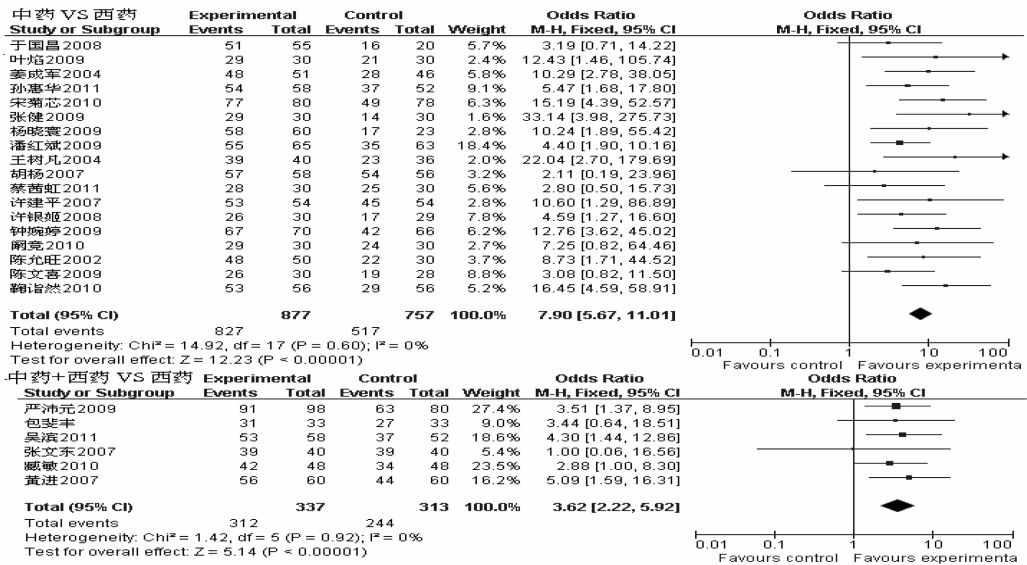 中药 VS 西药 Experimental Control Odds Ratio Odds Ratio
Study or Subgroup Events Total Events Total Weight M-H, Fixed, 95% CI M-H, Fixed, 95% CI
于国昌2008 51 55 16 20 5.7% 3.19 [0.71, 14.22]
叶焰2009 29 30 21 30 2.4% 12.43 [1.46, 105.74]
姜成军2004 48 51 28 46 5.2% 10.29 [2.78, 38.05]
孙惠华2011 54 58 37 52 9.1% 5.47 [1.68, 17.80]
宋菊芯2010 77 80 49 78 6.3% 15.19 [4.39, 52.57]
张健2009 29 30 14 30 1.6% 33.14 [3.98, 275.73]
杨晓寰2009 58 60 17 23 2.8% 10.24 [1.89, 55.42]
潘红斌2009 55 65 35 63 18.4% 4.40 [1.90, 10.16]
王树凡2004 39 40 23 36 2.0% 22.04 [2.70, 179.69]
胡杨2007 57 58 54 56 3.2% 2.11 [0.19, 23.96]
蔡茜虹2011 28 30 25 30 5.6% 2.80 [0.50, 15.73]
许建平2007 53 54 45 54 2.8% 10.60 [1.29, 86.89]
许银姬2008 26 30 17 29 7.8% 4.59 [1.27, 16.60]
钟婉婷2009 67 70 42 66 6.9% 12.76 [3.62, 45.02]
阚竞2010 29 30 24 30 2.6% 7.25 [0.82, 64.46]
陈允旺2002 48 50 22 30 3.7% 8.73 [1.71, 44.52]
陈文喜2009 26 30 19 28 8.8% 3.08 [0.82, 11.50]
鞠诣然2010 53 56 29 56 5.2% 16.45 [4.59, 58.91]
Total (95% CI) 877 757 100.0% 7.90 [5.67, 11.01]
Total events 827 517
Heterogeneity: Chi² = 14.92, df = 17 (P = 0.60); I² = 0%
Test for overall effect: Z = 12.23 (P < 0.00001)
0.01 0.1 1 10 100
Favours control Favours experimenta
中药+西药 VS 西药 Experimental Control Odds Ratio Odds Ratio
Study or Subgroup Events Total Events Total Weight M-H, Fixed, 95% CI M-H, Fixed, 95% CI
严沛元2009 91 98 63 80 27.4% 3.51 [1.37, 8.95]
包斐丰 31 33 27 33 9.0% 3.44 [0.64, 18.51]
吴滨2011 53 58 37 52 18.6% 4.30 [1.44, 12.86]
张文东2007 39 40 39 40 5.3% 1.00 [0.06, 16.56]
臧敏2010 42 48 34 48 23.5% 2.88 [1.00, 8.30]
黄进2007 56 60 44 60 16.2% 5.09 [1.59, 16.31]
Total (95% CI) 337 313 100.0% 3.62 [2.22, 5.92]
Total events 312 244
Heterogeneity: Chi² = 1.42, df = 5 (P = 0.92); I² = 0%
Test for overall effect: Z = 5.14 (P < 0.00001)
0.01 0.1 1 10 100
Favours control Favours experimenta